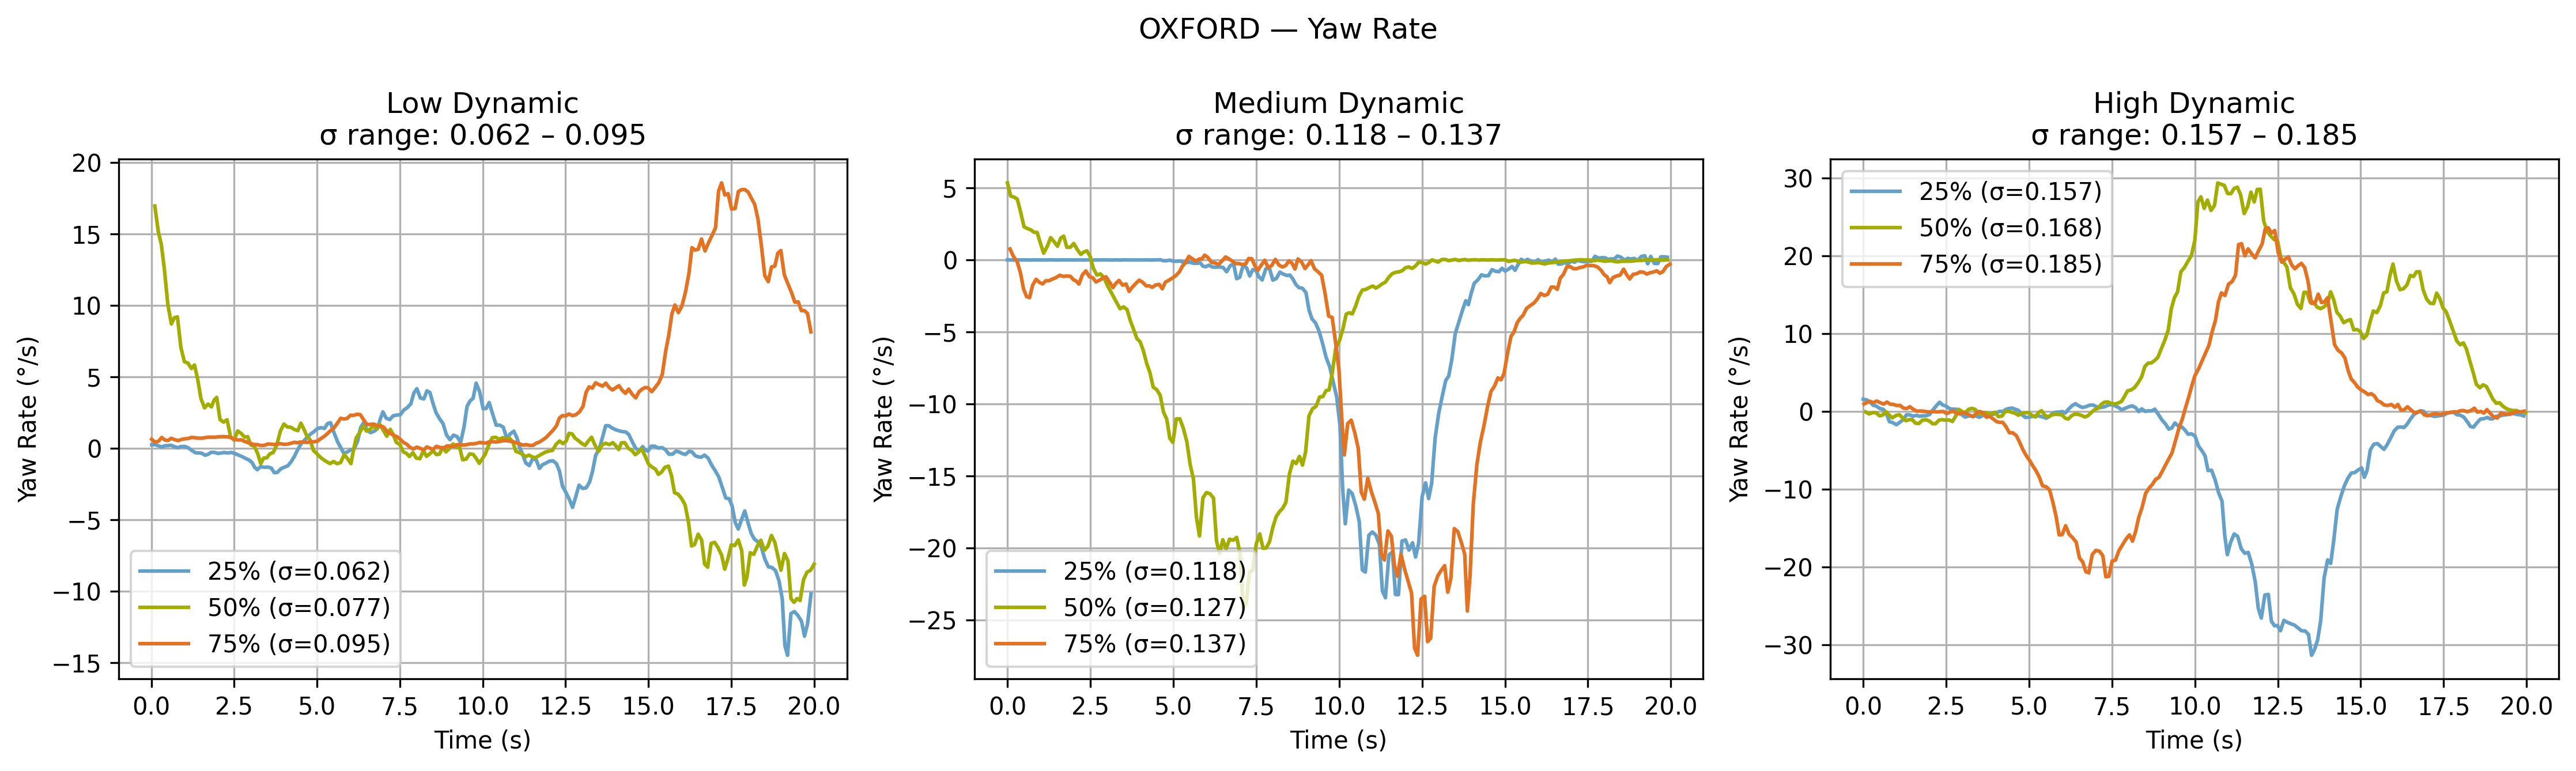 OXFORD — Yaw Rate
Low Dynamic
σ range: 0.062 – 0.095
20
15
10
5
0
−5
−10
−15
Yaw Rate (°/s)
25% (σ=0.062)
50% (σ=0.077)
75% (σ=0.095)
0.0 2.5 5.0 7.5 10.0 12.5 15.0 17.5 20.0
Time (s)
Medium Dynamic
σ range: 0.118 – 0.137
5
0
−5
−10
−15
−20
−25
Yaw Rate (°/s)
25% (σ=0.118)
50% (σ=0.127)
75% (σ=0.137)
0.0 2.5 5.0 7.5 10.0 12.5 15.0 17.5 20.0
Time (s)
High Dynamic
σ range: 0.157 – 0.185
30
20
10
0
−10
−20
−30
Yaw Rate (°/s)
25% (σ=0.157)
50% (σ=0.168)
75% (σ=0.185)
0.0 2.5 5.0 7.5 10.0 12.5 15.0 17.5 20.0
Time (s)